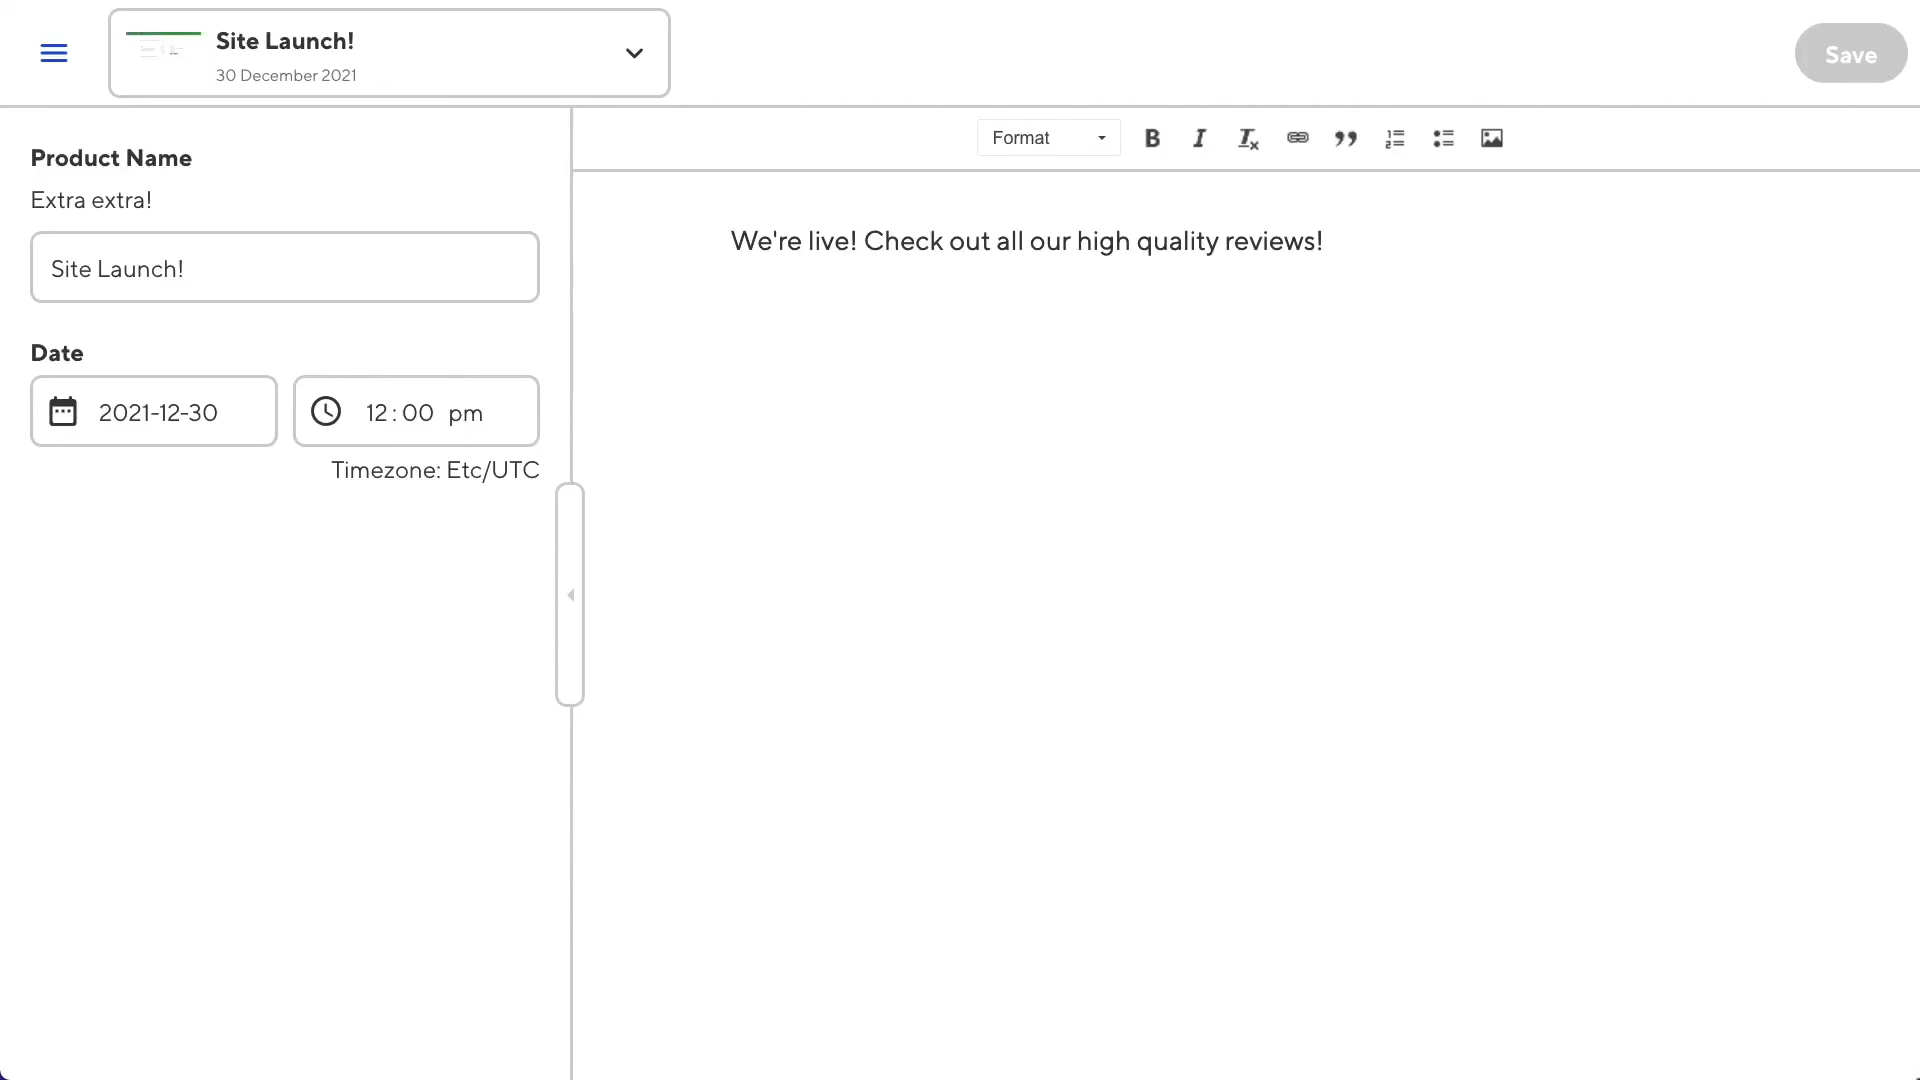 Site Launch!
30 December 2021
Save
Product Name
Extra extra!
Site Launch!
Date
2021-12-30
12:00 pm
Timezone: Etc/UTC
Format
We're live! Check out all our high quality reviews!